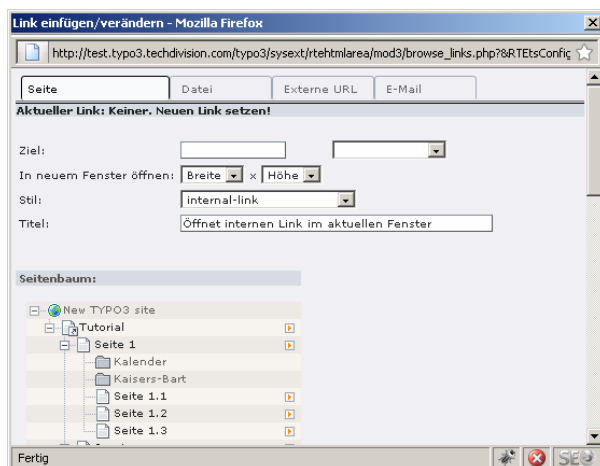 Link einfügen/verändern - Mozilla Firefox
http://test.typo3.techdivision.com/typo3/sysext/rtehtmlarea/mod3/browse_links.php?&RTEtsConfig
Seite Datei Externe URL E-Mail
Aktueller Link: Keiner. Neuen Link setzen!
Ziel:
In neuem Fenster öffnen: Breite x Höhe
Stil: internal-link
Titel: Öffnet internen Link im aktuellen Fenster
Seitenbaum:
New TYPO3 site
Tutorial
Seite 1
Kalender
Kaisers-Bart
Seite 1.1
Seite 1.2
Seite 1.3
Fertig SEO